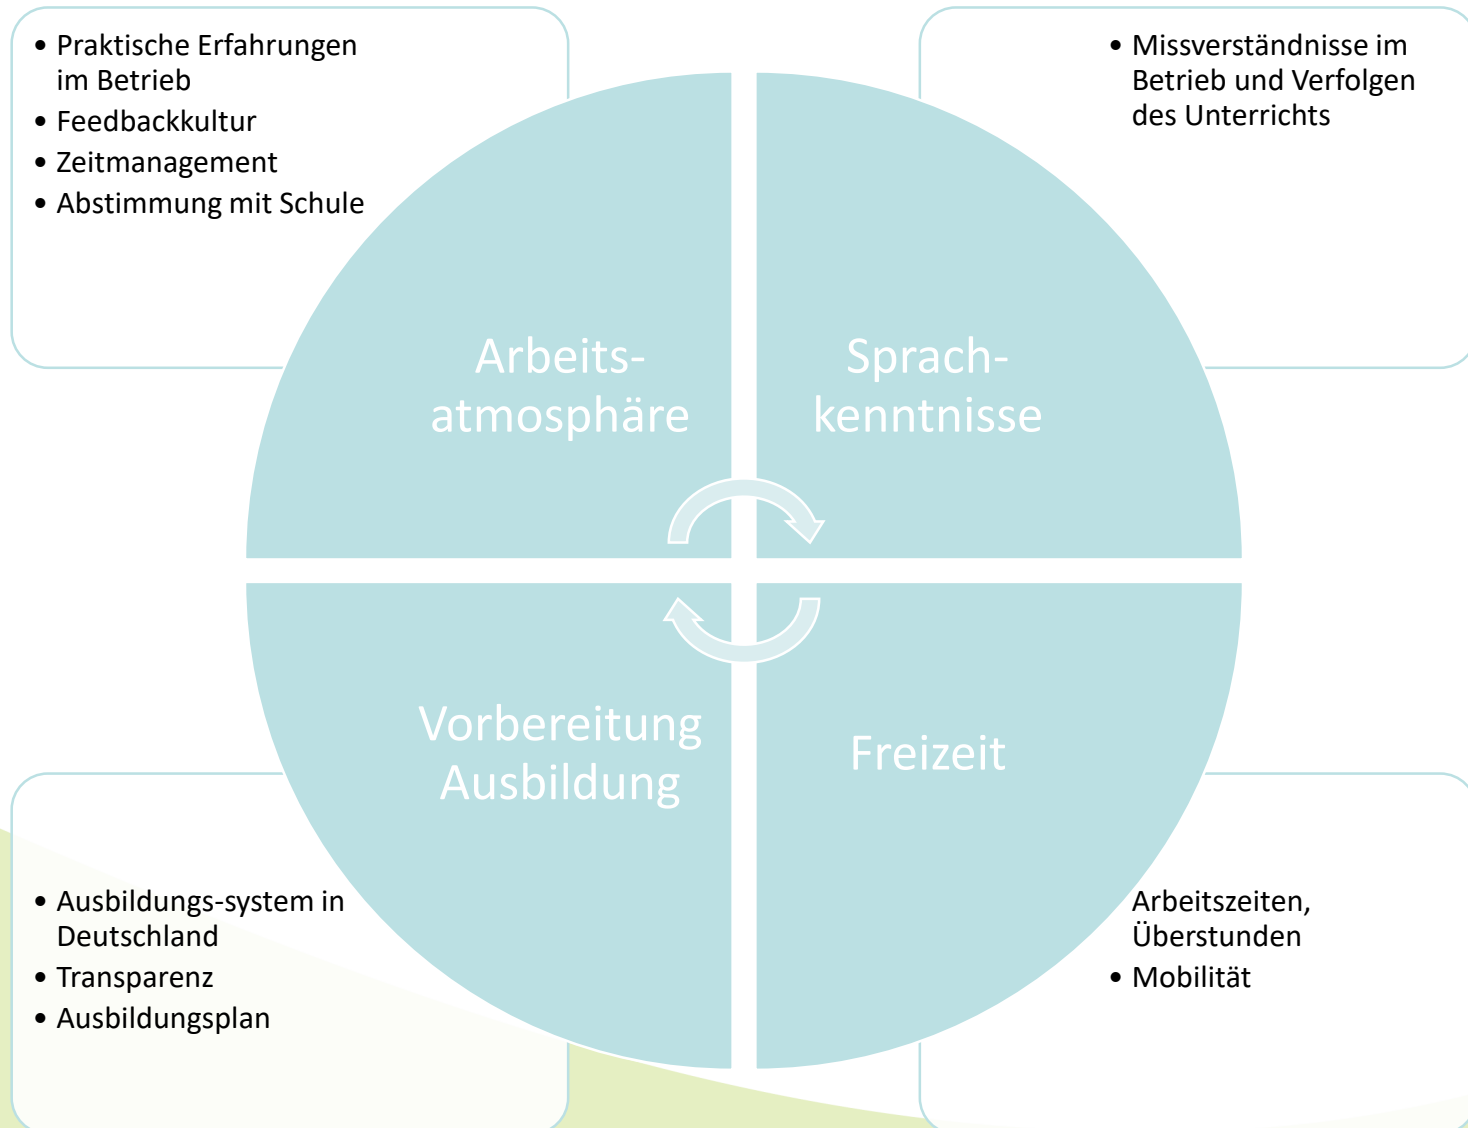 • Praktische Erfahrungen
im Betrieb
• Feedbackkultur
• Zeitmanagement
• Abstimmung mit Schule
• Missverständnisse im
Betrieb und Verfolgen
des Unterrichts
Arbeits-
atmosphäre
Sprach-
kenntnisse
Vorbereitung
Ausbildung
Freizeit
• Ausbildungs-system in
Deutschland
• Transparenz
• Ausbildungsplan
Arbeitszeiten,
Überstunden
• Mobilität